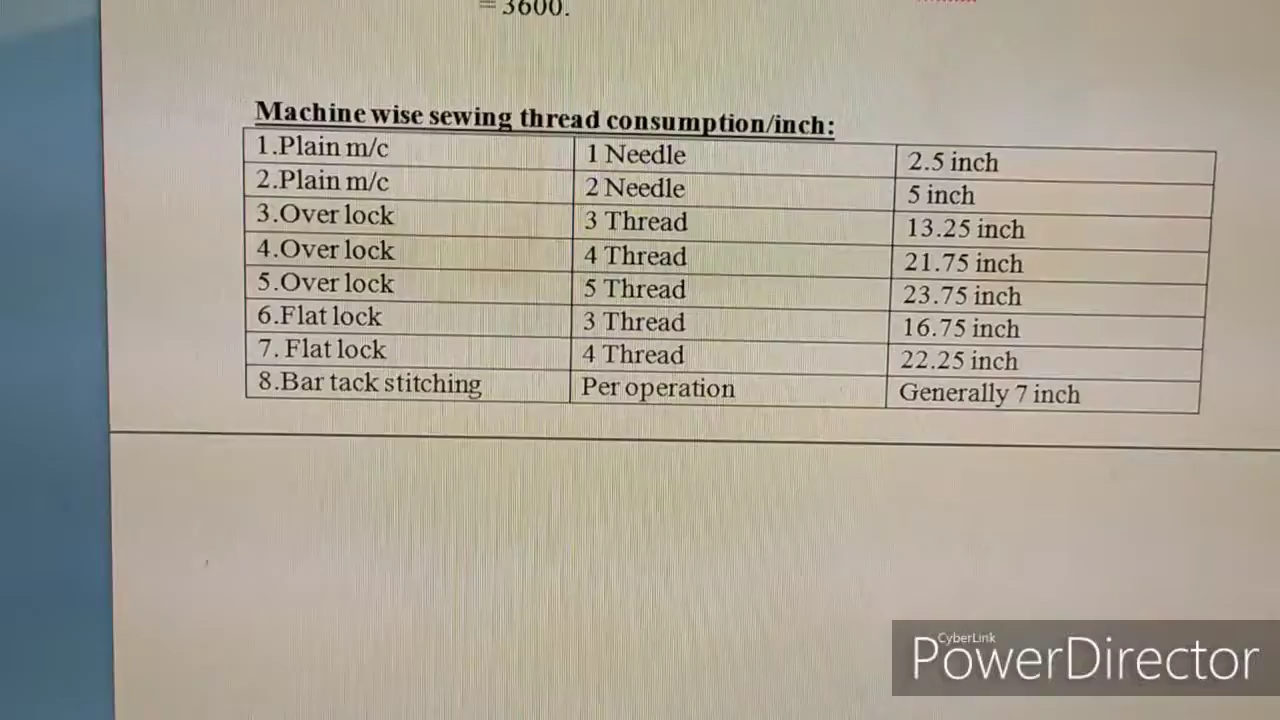 = 3600.
Machine wise sewing thread consumption/inch:
1.Plain m/c 1 Needle 2.5 inch
2.Plain m/c 2 Needle 5 inch
3.Over lock 3 Thread 13.25 inch
4.Over lock 4 Thread 21.75 inch
5.Over lock 5 Thread 23.75 inch
6.Flat lock 3 Thread 16.75 inch
7. Flat lock 4 Thread 22.25 inch
8.Bar tack stitching Per operation Generally 7 inch
CyberLink
PowerDirector